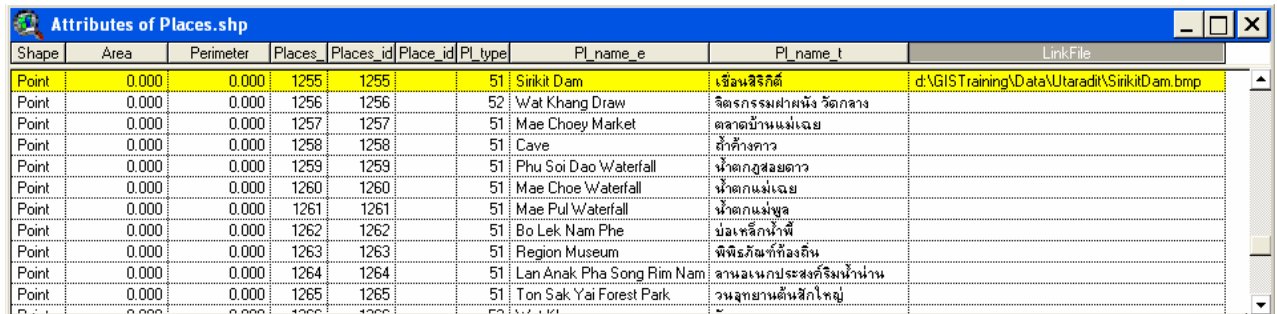 Attributes of Places.shp
Shape Area Perimeter Places_ Places_id Place_id Pl_type Pl_name_e Pl_name_t LinkFile
Point 0.000 0.000 1255 1255 51 Sirikit Dam เขื่อนสิริกิติ์ d:\GISTraining\Data\Utaradit\SirikitDam.bmp
Point 0.000 0.000 1256 1256 52 Wat Khang Draw จิตรกรรมฝาผนัง วัดกลาง
Point 0.000 0.000 1257 1257 51 Mae Choey Market ตลาดบ้านแม่เฉย
Point 0.000 0.000 1258 1258 51 Cave ถ้ำค้างคาว
Point 0.000 0.000 1259 1259 51 Phu Soi Dao Waterfall น้ำตกภูสอยดาว
Point 0.000 0.000 1260 1260 51 Mae Choe Waterfall น้ำตกแม่เฉย
Point 0.000 0.000 1261 1261 51 Mae Pul Waterfall น้ำตกแม่พูล
Point 0.000 0.000 1262 1262 51 Bo Lek Nam Phe บ่อเหล็กน้ำพี้
Point 0.000 0.000 1263 1263 51 Region Museum พิพิธภัณฑ์ท้องถิ่น
Point 0.000 0.000 1264 1264 51 Lan Anak Pha Song Rim Nam ลานอเนกประสงค์ริมน้ำน่าน
Point 0.000 0.000 1265 1265 51 Ton Sak Yai Forest Park วนอุทยานต้นสักใหญ่